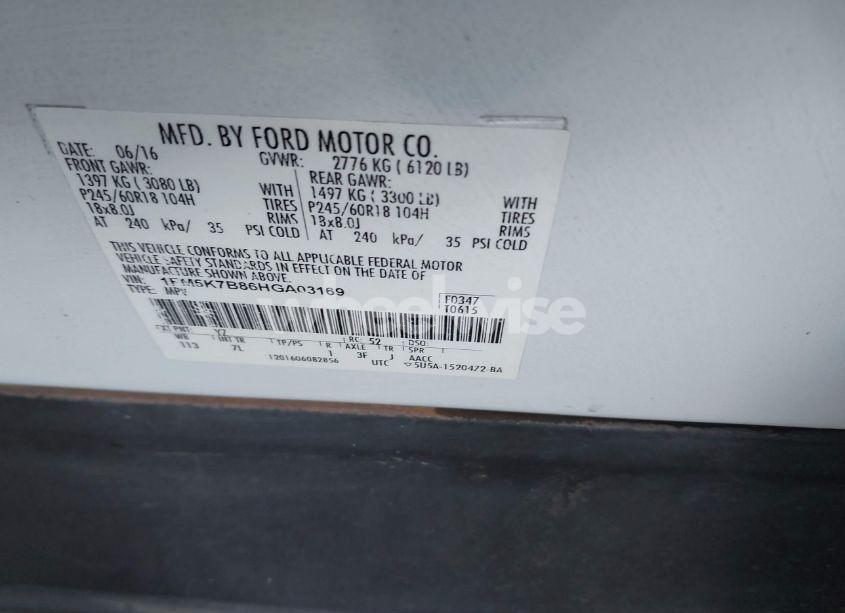 MFD. BY FORD MOTOR CO.
DATE: 06/16 GVWR: 2776 KG ( 6120 LB)
FRONT GAWR: REAR GAWR:
1397 KG ( 3080 LB) WITH 1497 KG ( 3300 LB) WITH
P245/60R18 104H TIRES P245/60R18 104H TIRES
18x8.0J RIMS 18x8.0J RIMS
AT 240 kPa/ 35 PSI COLD AT 240 kPa/ 35 PSI COLD
THIS VEHICLE CONFORMS TO ALL APPLICABLE FEDERAL MOTOR
VEHICLE SAFETY STANDARDS IN EFFECT ON THE DATE OF
MANUFACTURE SHOWN ABOVE.
VIN: 1FM5K7B86HGA03169 F0347
TYPE: MPV T0615
EXT PNT: YZ RC: 52 DSO:
WB INT TR TP/PS R AXLE TR SPR
113 7L 1 3F J AACC
1201606082856 UTC ▽5U5A-1520472-BA